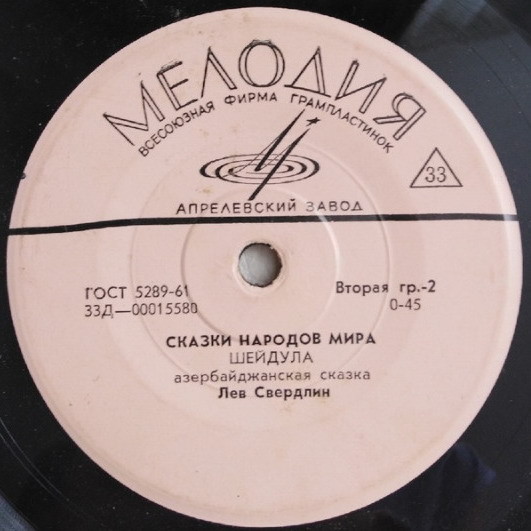 МЕЛОДИЯ
ВСЕСОЮЗНАЯ ФИРМА ГРАМПЛАСТИНОК
33
АПРЕЛЕВСКИЙ ЗАВОД
ГОСТ 5289-61
Вторая гр.-2
33Д—00015580
0-45
СКАЗКИ НАРОДОВ МИРА
ШЕЙДУЛА
азербайджанская сказка
Лев Свердлин